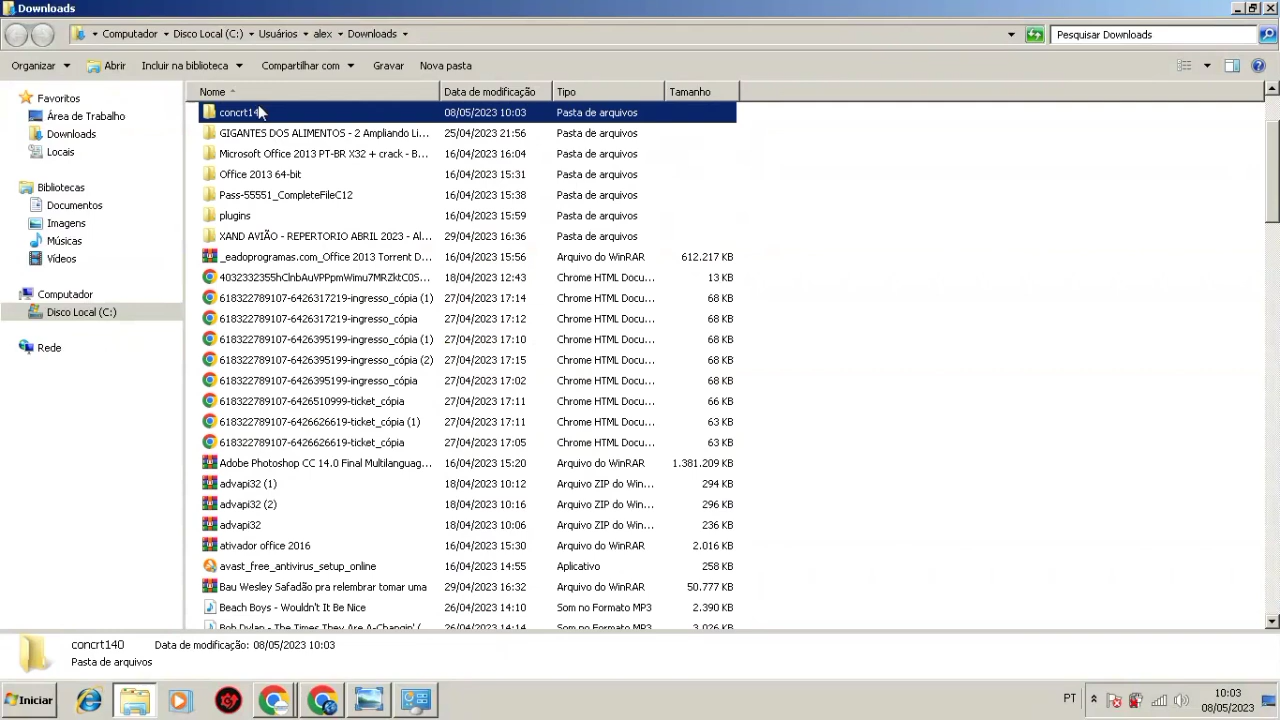 Downloads
Computador Disco Local (C:) Usuários alex Downloads Pesquisar Downloads
Organizar Abrir Incluir na biblioteca Compartilhar com Gravar Nova pasta
Nome Data de modificação Tipo Tamanho
Favoritos
Área de Trabalho
Downloads
Locais
Bibliotecas
Documentos
Imagens
Músicas
Vídeos
Computador
Disco Local (C:)
Rede
08/05/2023 10:03 Pasta de arquivos
GIGANTES DOS ALIMENTOS - 2 Ampliando Li... 25/04/2023 21:56 Pasta de arquivos
Microsoft Office 2013 PT-BR X32 + crack - B... 16/04/2023 16:04 Pasta de arquivos
Office 2013 64-bit 16/04/2023 15:31 Pasta de arquivos
Pass-55551_CompleteFileC12 16/04/2023 15:38 Pasta de arquivos
plugins 16/04/2023 15:59 Pasta de arquivos
XAND AVIÃO - REPERTORIO ABRIL 2023 - Al... 29/04/2023 16:36 Pasta de arquivos
_eadoprogramas.com_Office 2013 Torrent D... 16/04/2023 15:56 Arquivo do WinRAR 612.217 KB
4032332355hClnbAuVPPpmWimu7MRZktC0S... 18/04/2023 12:43 Chrome HTML Docu... 13 KB
618322789107-6426317219-ingresso_cópia (1) 27/04/2023 17:14 Chrome HTML Docu... 68 KB
618322789107-6426317219-ingresso_cópia 27/04/2023 17:12 Chrome HTML Docu... 68 KB
618322789107-6426395199-ingresso_cópia (1) 27/04/2023 17:10 Chrome HTML Docu... 68 KB
618322789107-6426395199-ingresso_cópia (2) 27/04/2023 17:15 Chrome HTML Docu... 68 KB
618322789107-6426395199-ingresso_cópia 27/04/2023 17:02 Chrome HTML Docu... 68 KB
618322789107-6426510999-ticket_cópia 27/04/2023 17:11 Chrome HTML Docu... 66 KB
618322789107-6426626619-ticket_cópia (1) 27/04/2023 17:11 Chrome HTML Docu... 63 KB
618322789107-6426626619-ticket_cópia 27/04/2023 17:05 Chrome HTML Docu... 63 KB
Adobe Photoshop CC 14.0 Final Multilanguag... 16/04/2023 15:20 Arquivo do WinRAR 1.381.209 KB
advapi32 (1) 18/04/2023 10:12 Arquivo ZIP do Win... 294 KB
advapi32 (2) 18/04/2023 10:16 Arquivo ZIP do Win... 296 KB
advapi32 18/04/2023 10:06 Arquivo ZIP do Win... 236 KB
ativador office 2016 16/04/2023 15:30 Arquivo do WinRAR 2.016 KB
avast_free_antivirus_setup_online 16/04/2023 14:55 Aplicativo 258 KB
Bau Wesley Safadão pra relembrar tomar uma 29/04/2023 16:32 Arquivo do WinRAR 50.777 KB
Beach Boys - Wouldn't It Be Nice 26/04/2023 14:10 Som no Formato MP3 2.390 KB
Bob Dylan - The Times They Are A-Changin' ( 26/04/2023 14:14 Som no Formato MP3 3.026 KB
concrt140 Data de modificação: 08/05/2023 10:03
Pasta de arquivos
Iniciar PT 10:03
08/05/2023